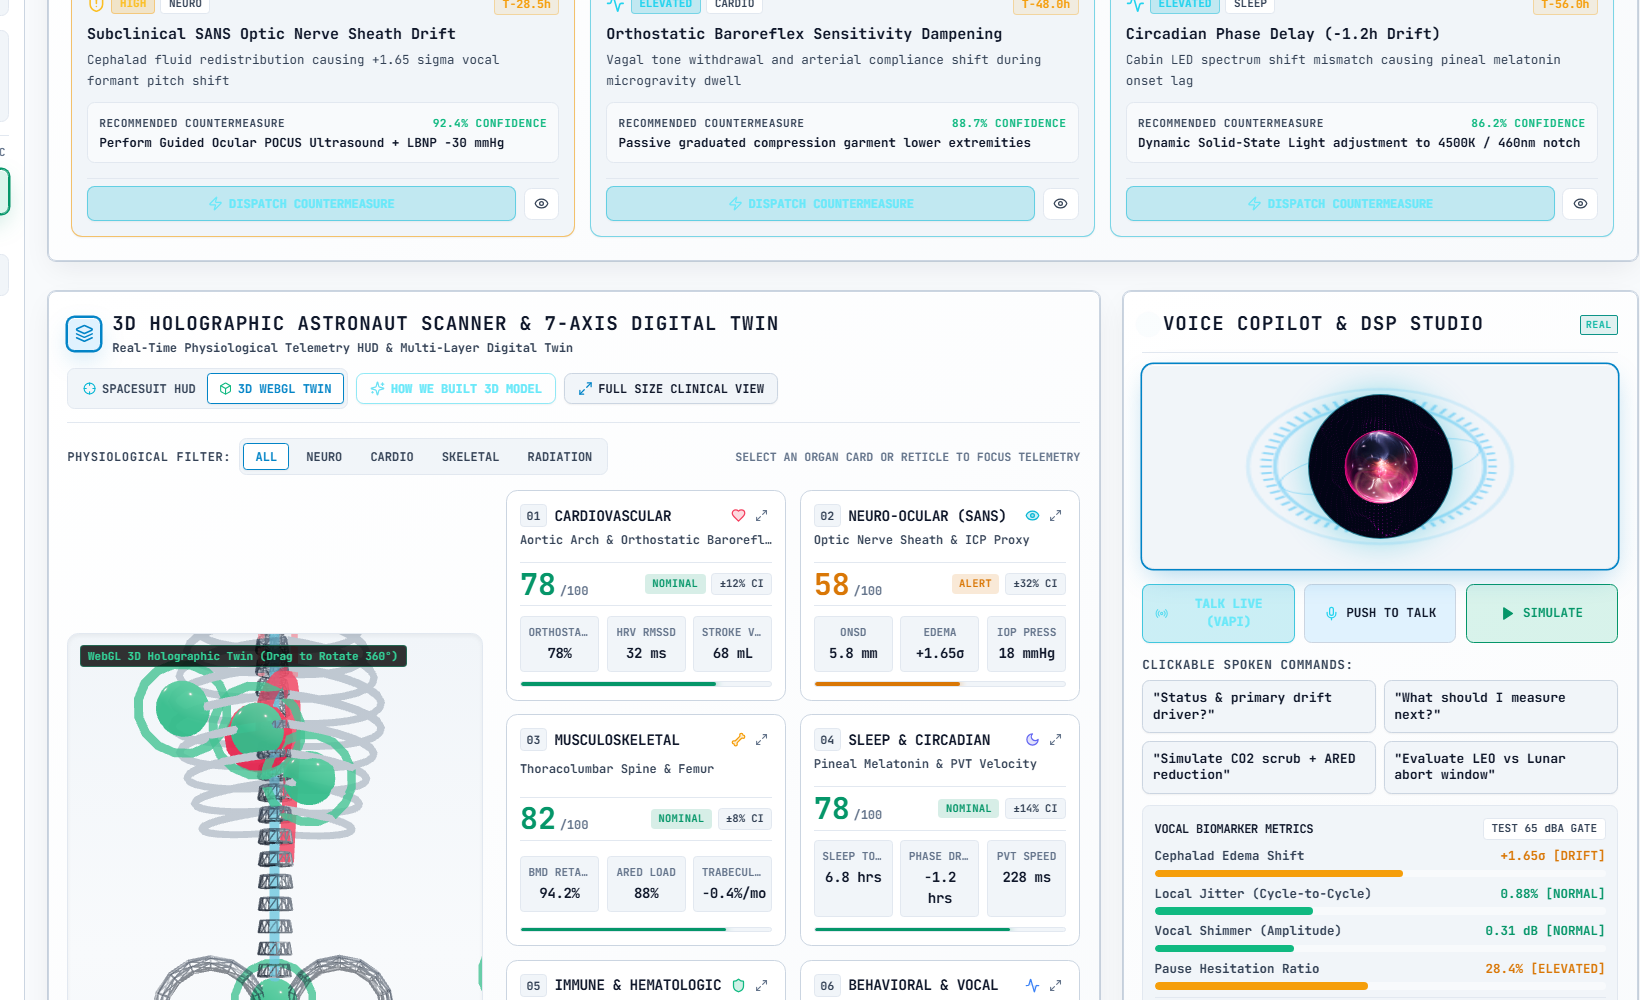 HIGH NEURO T-28.5h
Subclinical SANS Optic Nerve Sheath Drift
Cephalad fluid redistribution causing +1.65 sigma vocal
formant pitch shift
RECOMMENDED COUNTERMEASURE 92.4% CONFIDENCE
Perform Guided Ocular POCUS Ultrasound + LBNP -30 mmHg
DISPATCH COUNTERMEASURE
ELEVATED CARDIO T-48.0h
Orthostatic Baroreflex Sensitivity Dampening
Vagal tone withdrawal and arterial compliance shift during
microgravity dwell
RECOMMENDED COUNTERMEASURE 88.7% CONFIDENCE
Passive graduated compression garment lower extremities
DISPATCH COUNTERMEASURE
ELEVATED SLEEP T-56.0h
Circadian Phase Delay (-1.2h Drift)
Cabin LED spectrum shift mismatch causing pineal melatonin
onset lag
RECOMMENDED COUNTERMEASURE 86.2% CONFIDENCE
Dynamic Solid-State Light adjustment to 4500K / 460nm notch
DISPATCH COUNTERMEASURE
C
3D HOLOGRAPHIC ASTRONAUT SCANNER & 7-AXIS DIGITAL TWIN
Real-Time Physiological Telemetry HUD & Multi-Layer Digital Twin
SPACESUIT HUD 3D WEBGL TWIN HOW WE BUILT 3D MODEL FULL SIZE CLINICAL VIEW
PHYSIOLOGICAL FILTER: ALL NEURO CARDIO SKELETAL RADIATION SELECT AN ORGAN CARD OR RETICLE TO FOCUS TELEMETRY
WebGL 3D Holographic Twin (Drag to Rotate 360°)
01 CARDIOVASCULAR
Aortic Arch & Orthostatic Barorefl…
78 /100 NOMINAL ±12% CI
ORTHOSTA… HRV RMSSD STROKE V…
78% 32 ms 68 mL
02 NEURO-OCULAR (SANS)
Optic Nerve Sheath & ICP Proxy
58 /100 ALERT ±32% CI
ONSD EDEMA IOP PRESS
5.8 mm +1.65σ 18 mmHg
03 MUSCULOSKELETAL
Thoracolumbar Spine & Femur
82 /100 NOMINAL ±8% CI
BMD RETA… ARED LOAD TRABECUL…
94.2% 88% -0.4%/mo
04 SLEEP & CIRCADIAN
Pineal Melatonin & PVT Velocity
78 /100 NOMINAL ±14% CI
SLEEP TO… PHASE DR… PVT SPEED
6.8 hrs -1.2 hrs 228 ms
05 IMMUNE & HEMATOLOGIC
06 BEHAVIORAL & VOCAL
VOICE COPILOT & DSP STUDIO REAL
TALK LIVE (VAPI) PUSH TO TALK SIMULATE
CLICKABLE SPOKEN COMMANDS:
"Status & primary drift
driver?"
"What should I measure
next?"
"Simulate CO2 scrub + ARED
reduction"
"Evaluate LEO vs Lunar
abort window"
VOCAL BIOMARKER METRICS TEST 65 dBA GATE
Cephalad Edema Shift +1.65σ [DRIFT]
Local Jitter (Cycle-to-Cycle) 0.88% [NORMAL]
Vocal Shimmer (Amplitude) 0.31 dB [NORMAL]
Pause Hesitation Ratio 28.4% [ELEVATED]